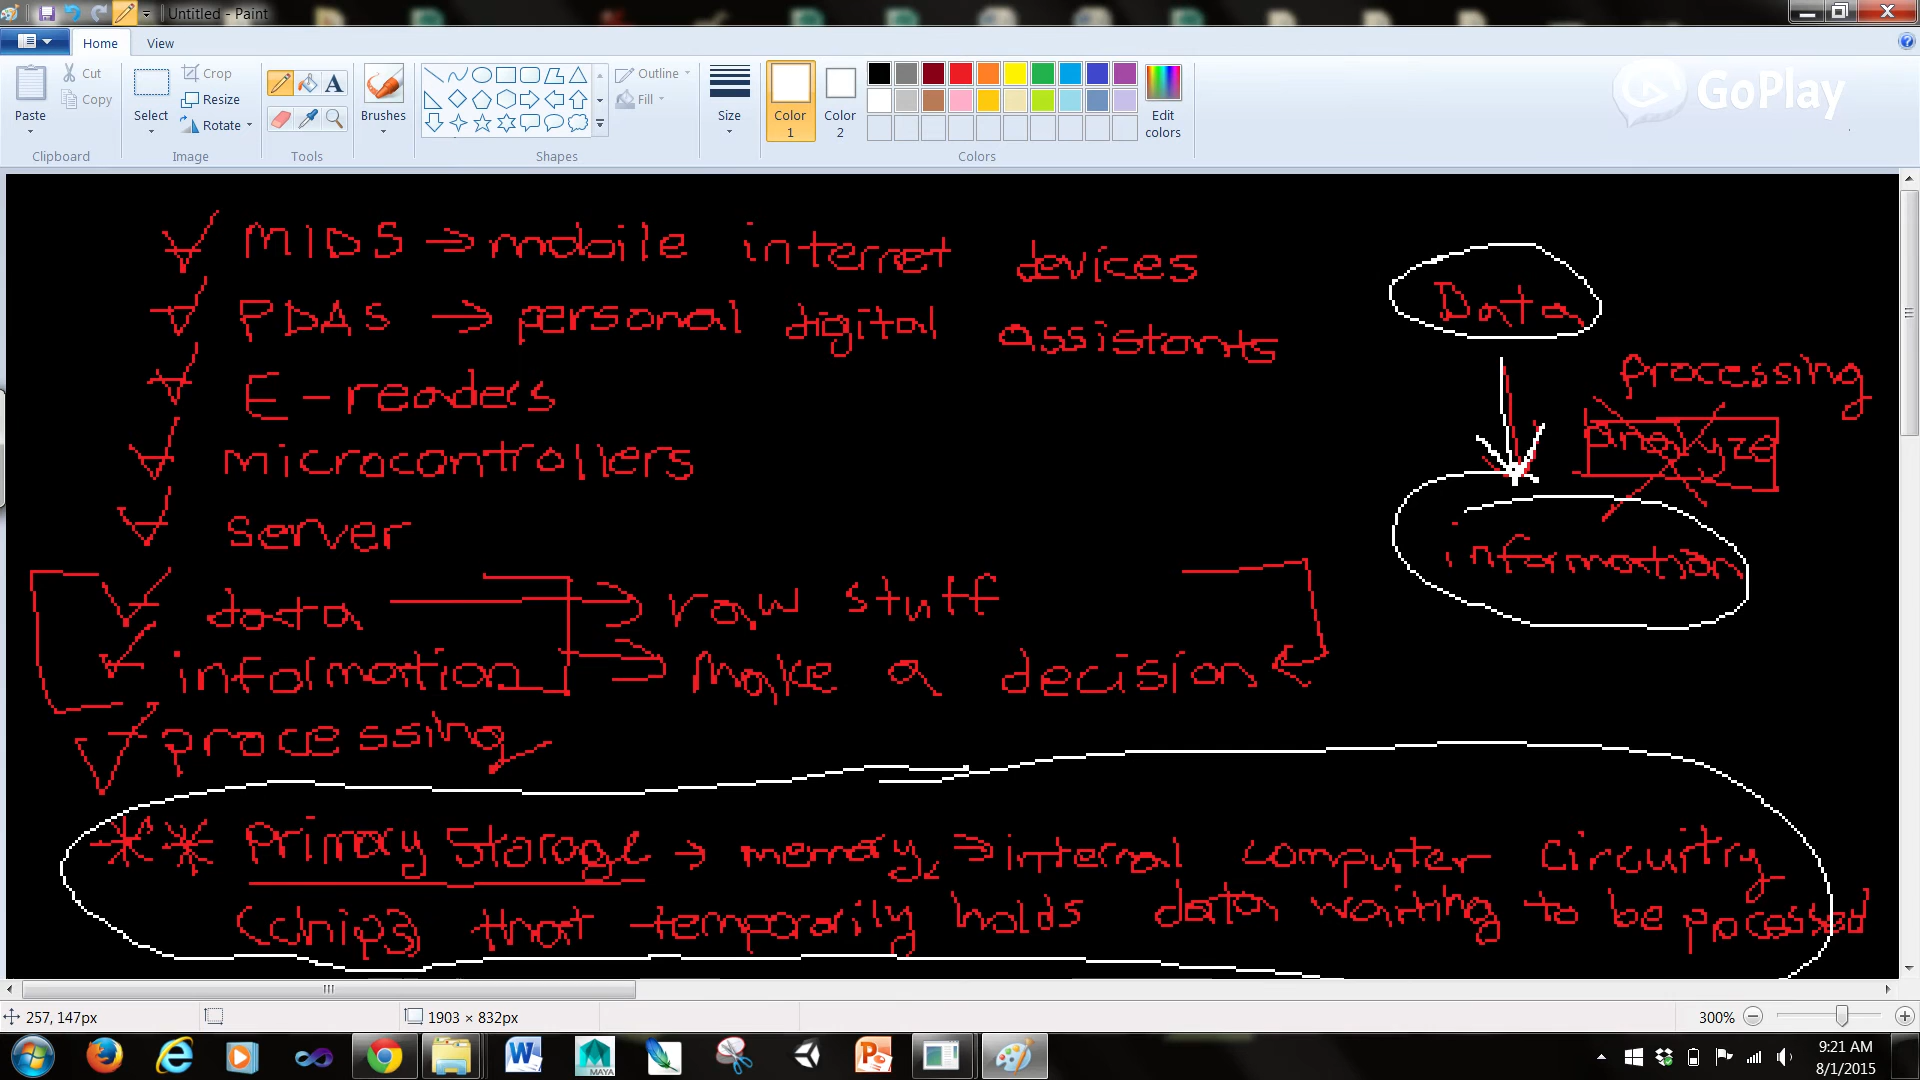 Untitled - Paint
Home View
Paste Cut Copy Clipboard
Select Crop Resize Rotate Image
Tools
Brushes
Outline Fill Shapes
Size
Color 1 Color 2 Edit colors Colors
GoPlay
MIDS → mobile internet devices
PDAS → personal digital assistants
E - readers
microcontrollers
server
data → raw stuff
information → Make a decision
processing
Data
processing
analyze
information
** Primary Storage → memory, → internal computer circuitry
(chips) that temporarily holds data waiting to be processed
257, 147px
1903 × 832px
300%
MAYA
9:21 AM
8/1/2015